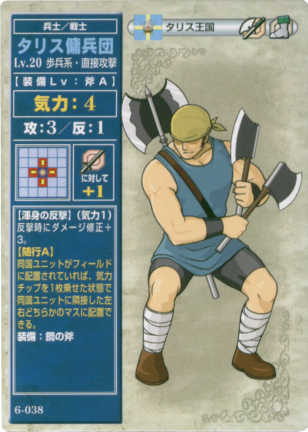 兵士／戦士
タリス傭兵団
Lv.20 歩兵系・直接攻撃
【装備Lv：斧A】
気力：4
攻：3／反：1
に対して
+1
【渾身の反撃】(気力1)
反撃時にダメージ修正＋
3。
【随行A】
同国ユニットがフィールド
に配置されていれば、気力
チップを1枚乗せた状態で
同国ユニットに隣接した左
右どちらかのマスに配置で
きる。
装備：鋼の斧
6-038
タリス王国